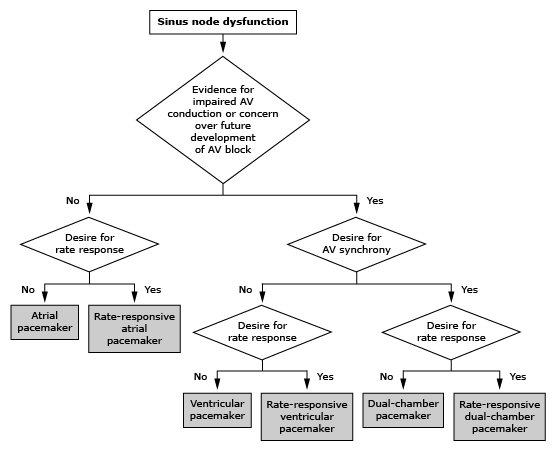 Sinus node dysfunction
Evidence for
impaired AV
conduction or concern
over future
development
of AV block
No
Yes
Desire for
rate response
Desire for
AV synchrony
No
Yes
No
Yes
Atrial
pacemaker
Rate-responsive
atrial
pacemaker
Desire for
rate response
Desire for
rate response
No
Yes
No
Yes
Ventricular
pacemaker
Rate-responsive
ventricular
pacemaker
Dual-chamber
pacemaker
Rate-responsive
dual-chamber
pacemaker